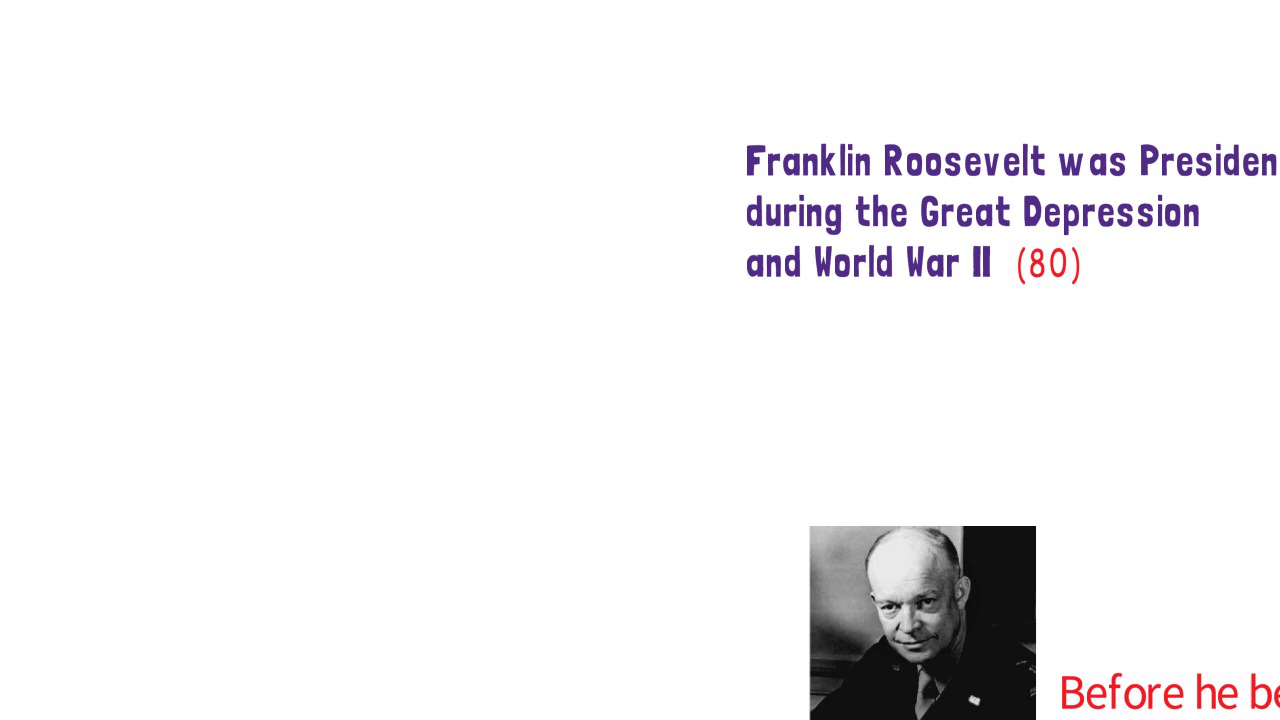 Franklin Roosevelt was Presiden
during the Great Depression
and World War II (80)
Before he be